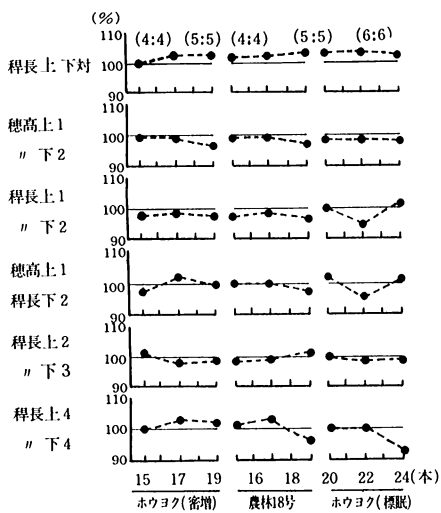 (%)
110 (4:4) (5:5) (4:4) (5:5) (6:6)
稈長上下対 100
90
110
穂高上1 100
〃 下2
90
110
稈長上1 100
〃 下2
90
110
穂高上1 100
稈長下2
90
110
稈長上2 100
〃 下3
90
110
稈長上4 100
〃 下4
90
15 17 19 16 18 20 22 24(本)
ホウヨク(密増) 農林18号 ホウヨク(標眠)